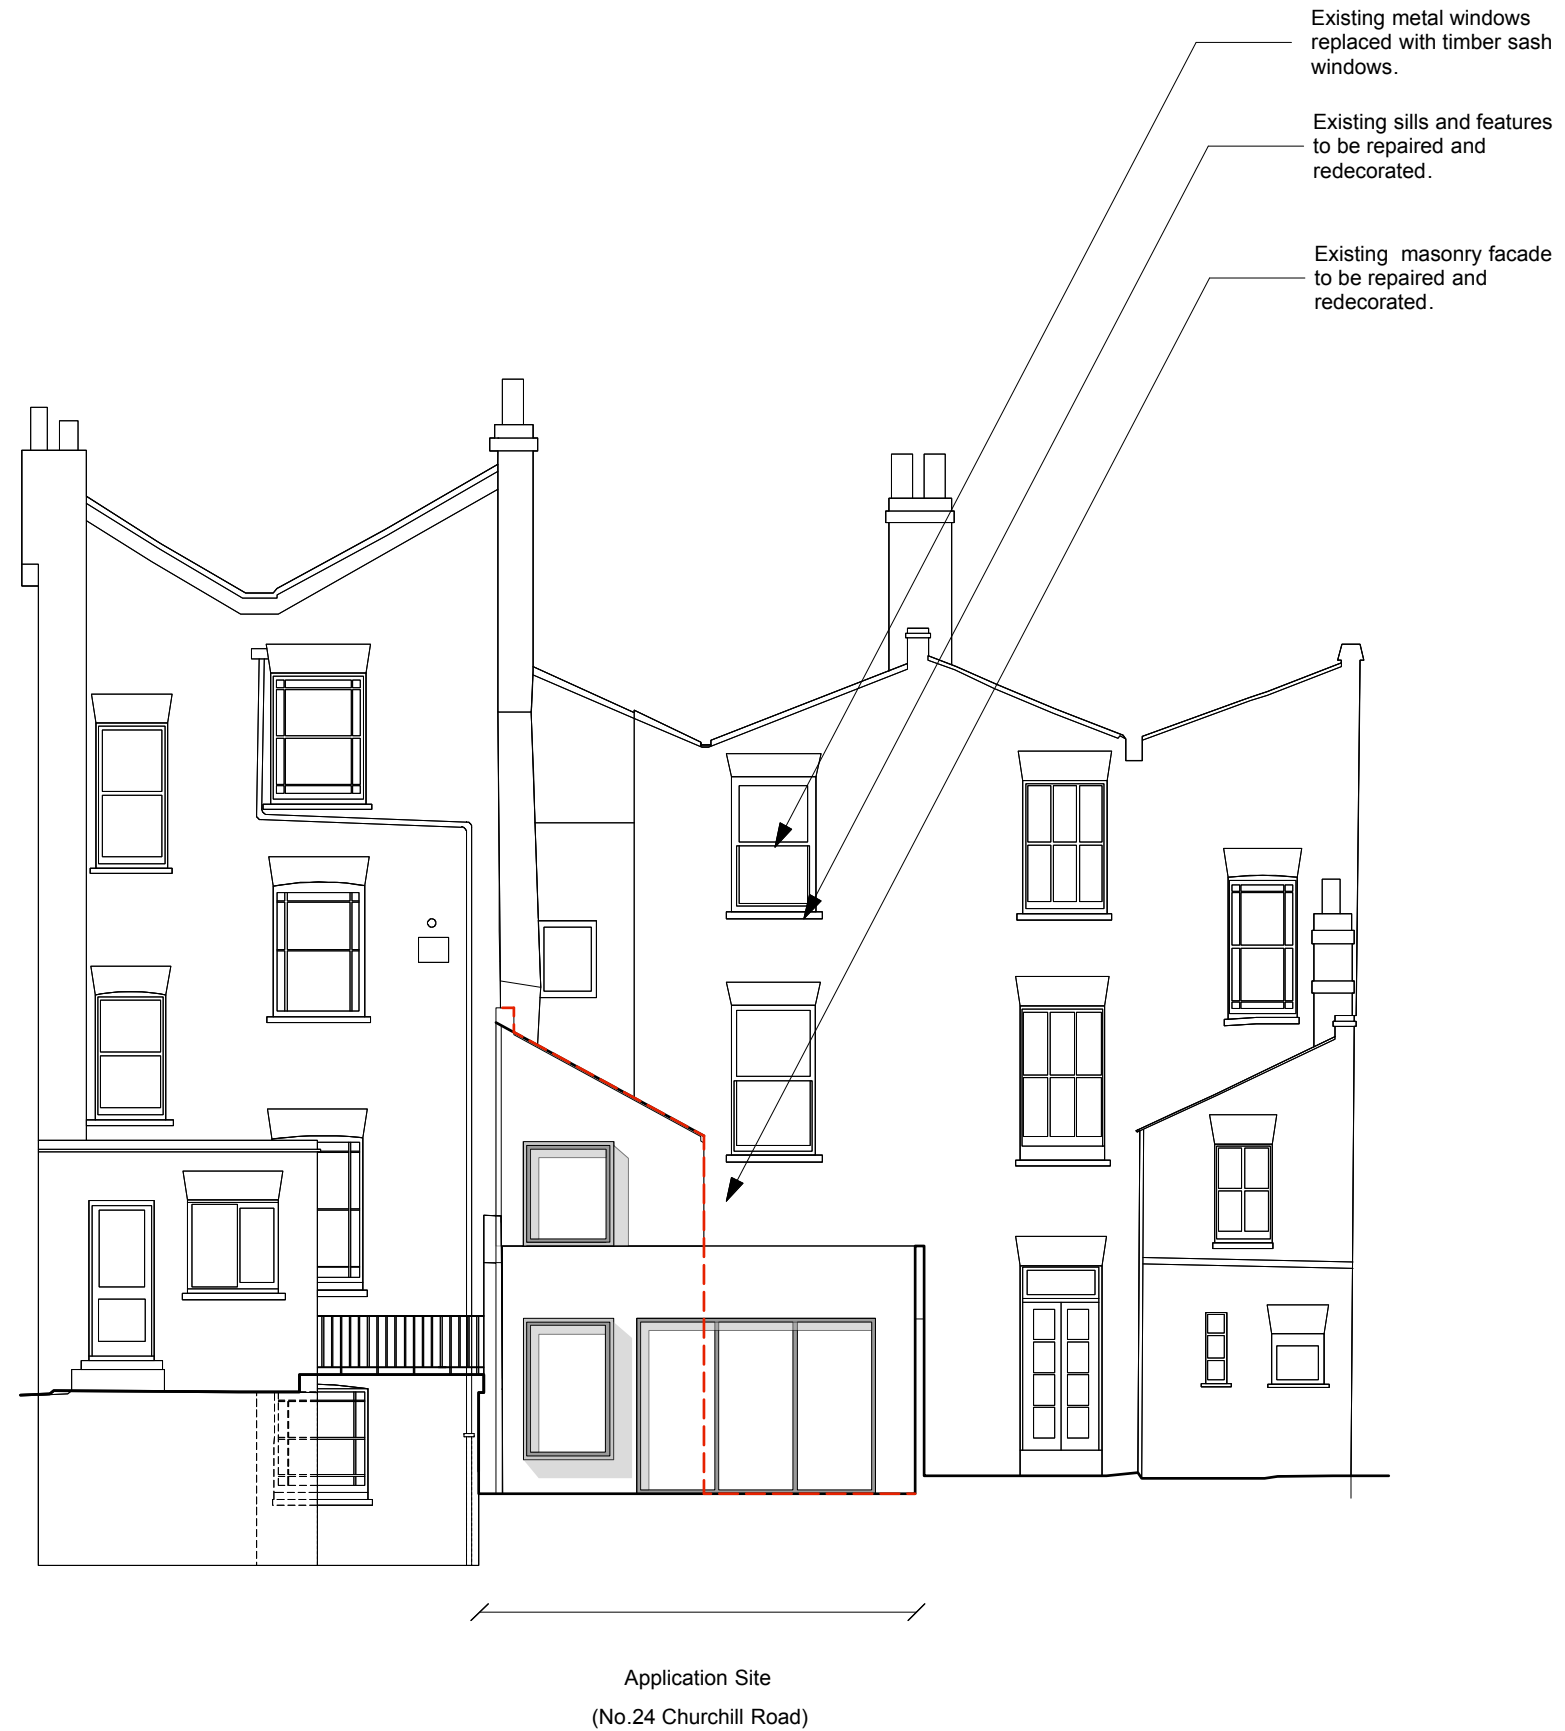 Existing metal windows
replaced with timber sash
windows.
Existing sills and features
to be repaired and
redecorated.
Existing  masonry facade
to be repaired and
redecorated.
Application Site
(No.24 Churchill Road)